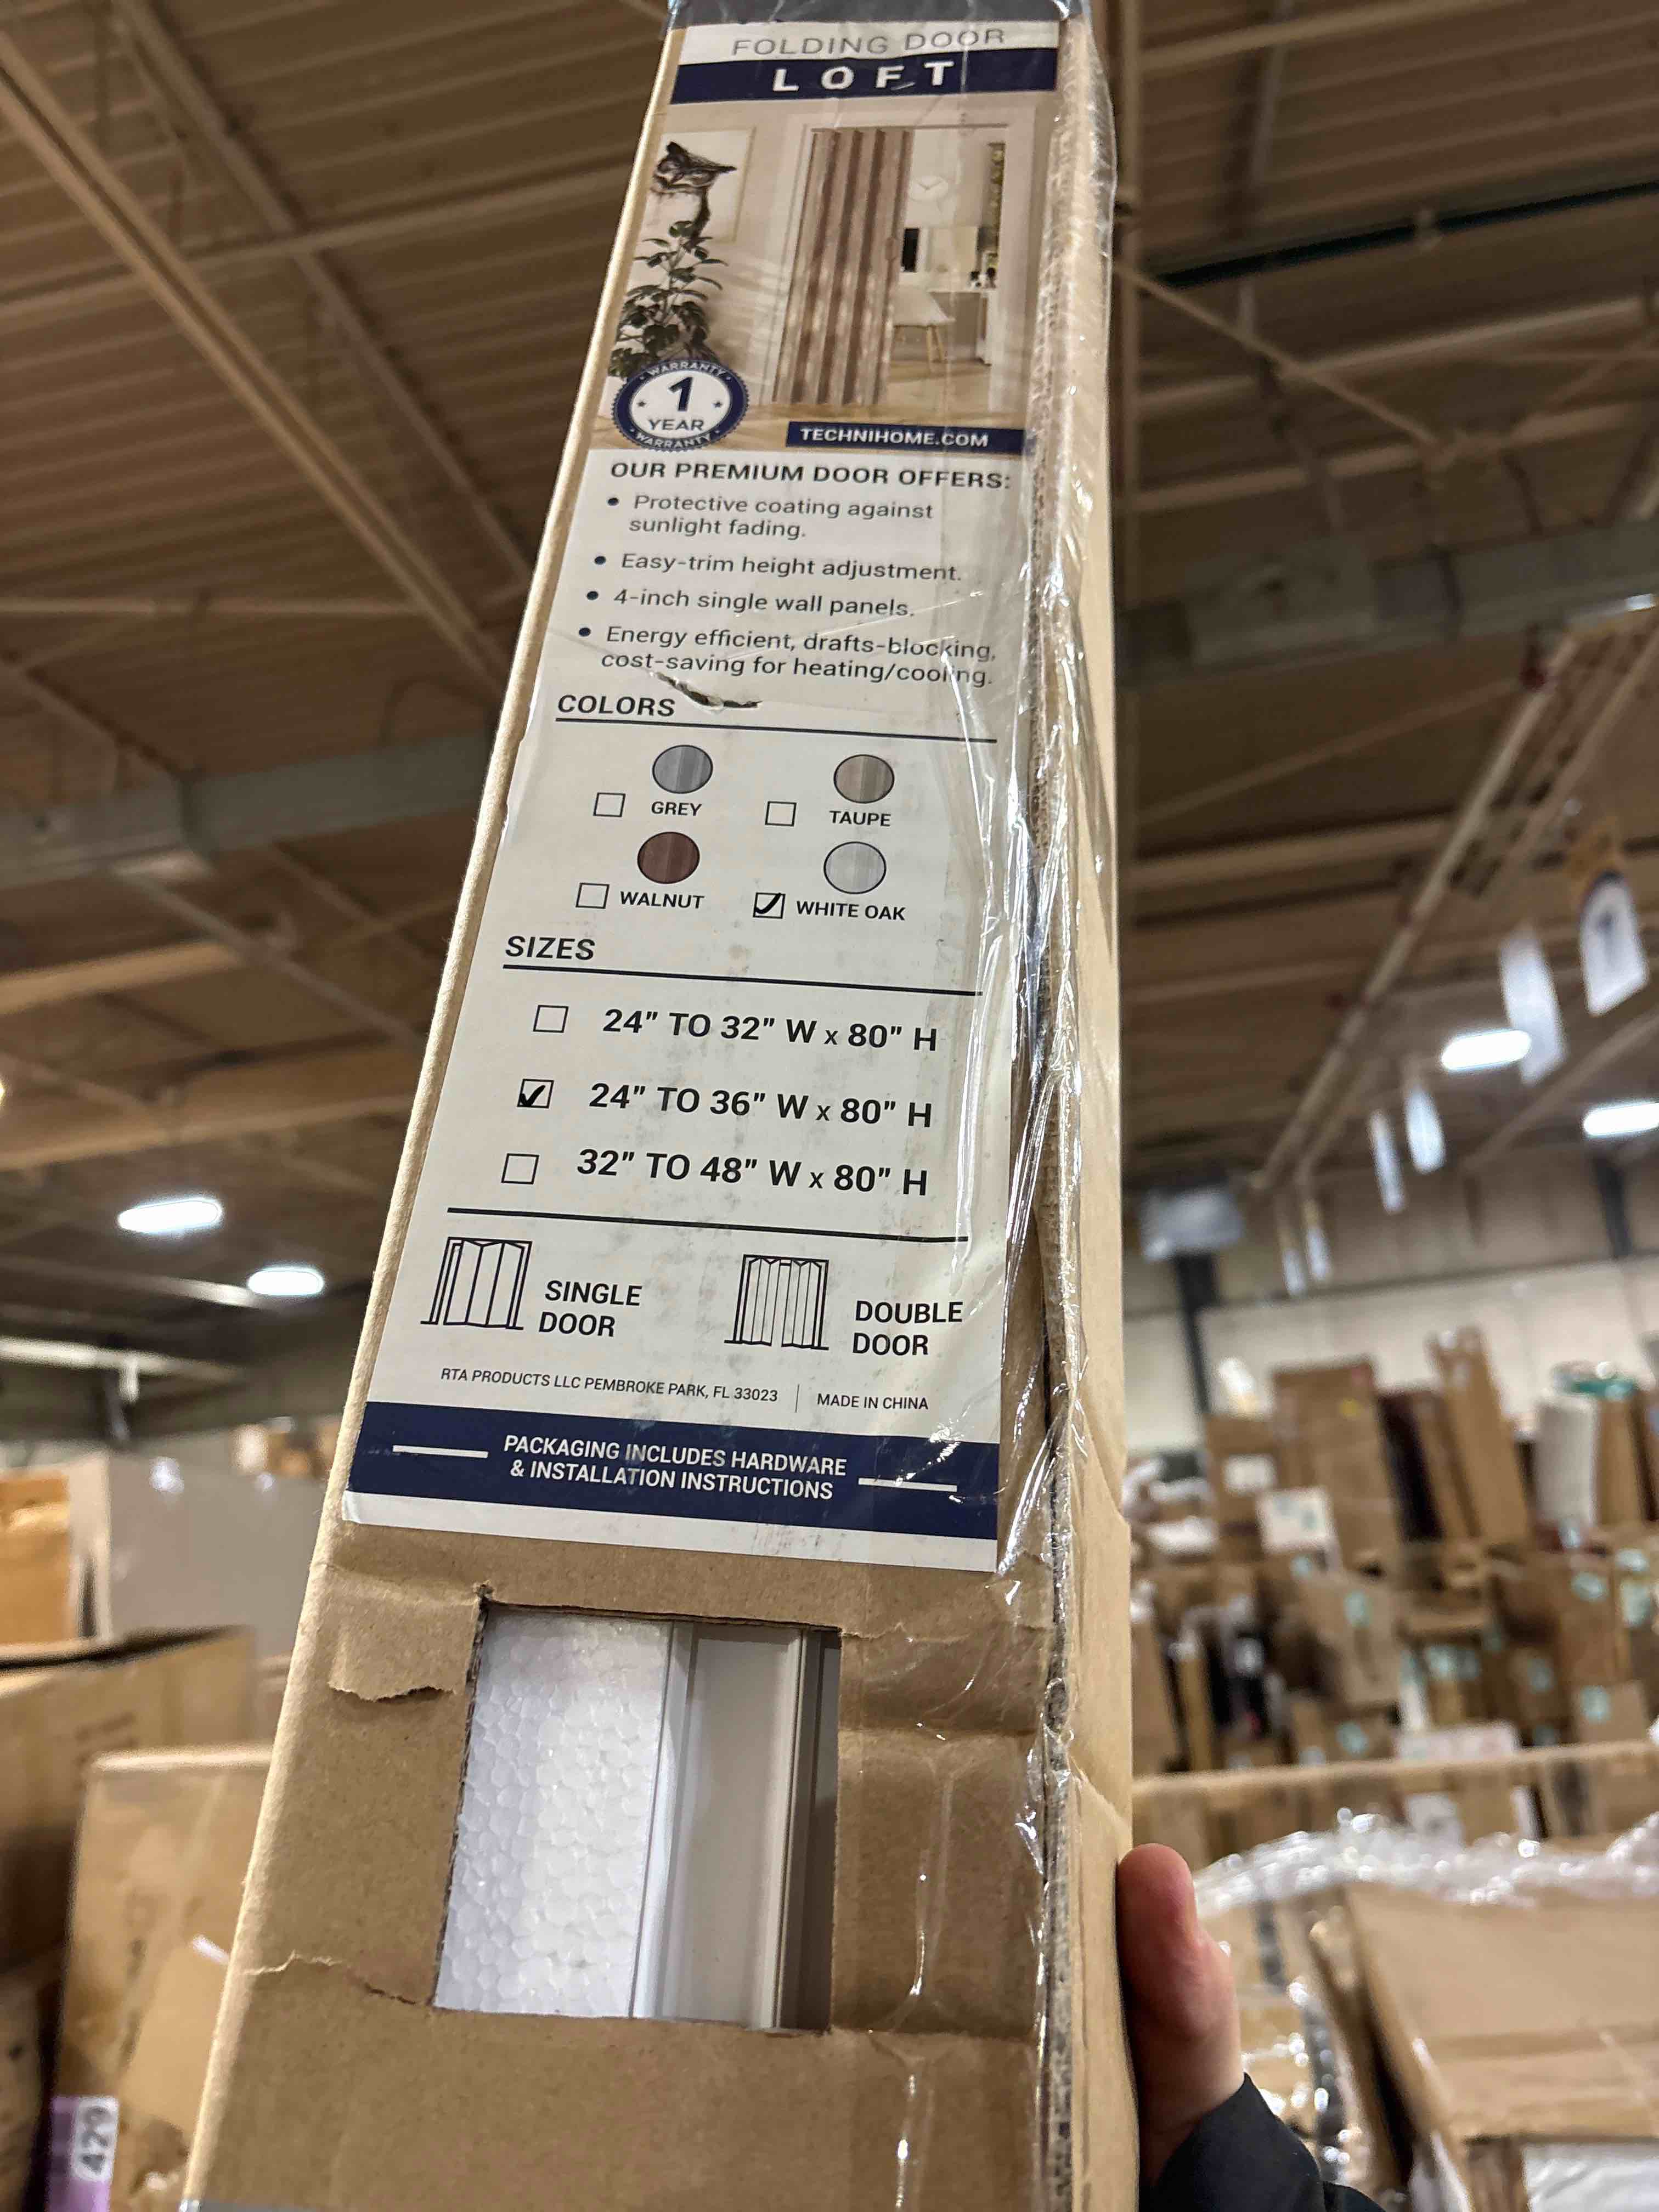 FOLDING DOOR
LOFT
WARRANTY
1
YEAR
WARRANTY
TECHNIHOME.COM
OUR PREMIUM DOOR OFFERS:
• Protective coating against
sunlight fading.
• Easy-trim height adjustment.
• 4-inch single wall panels.
• Energy efficient, drafts-blocking,
cost-saving for heating/cooling.
COLORS
GREY
TAUPE
WALNUT
WHITE OAK
SIZES
24" TO 32" W x 80" H
24" TO 36" W x 80" H
32" TO 48" W x 80" H
SINGLE
DOOR
DOUBLE
DOOR
RTA PRODUCTS LLC PEMBROKE PARK, FL 33023 | MADE IN CHINA
PACKAGING INCLUDES HARDWARE
& INSTALLATION INSTRUCTIONS
429